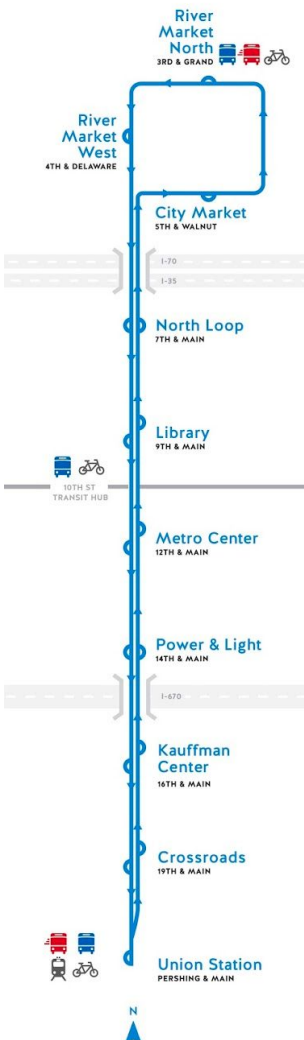 River
Market
North
3RD & GRAND
River
Market
West
4TH & DELAWARE
City Market
5TH & WALNUT
I-70
I-35
North Loop
7TH & MAIN
Library
9TH & MAIN
10TH ST
TRANSIT HUB
Metro Center
12TH & MAIN
Power & Light
14TH & MAIN
I-670
Kauffman
Center
16TH & MAIN
Crossroads
19TH & MAIN
Union Station
PERSHING & MAIN
N